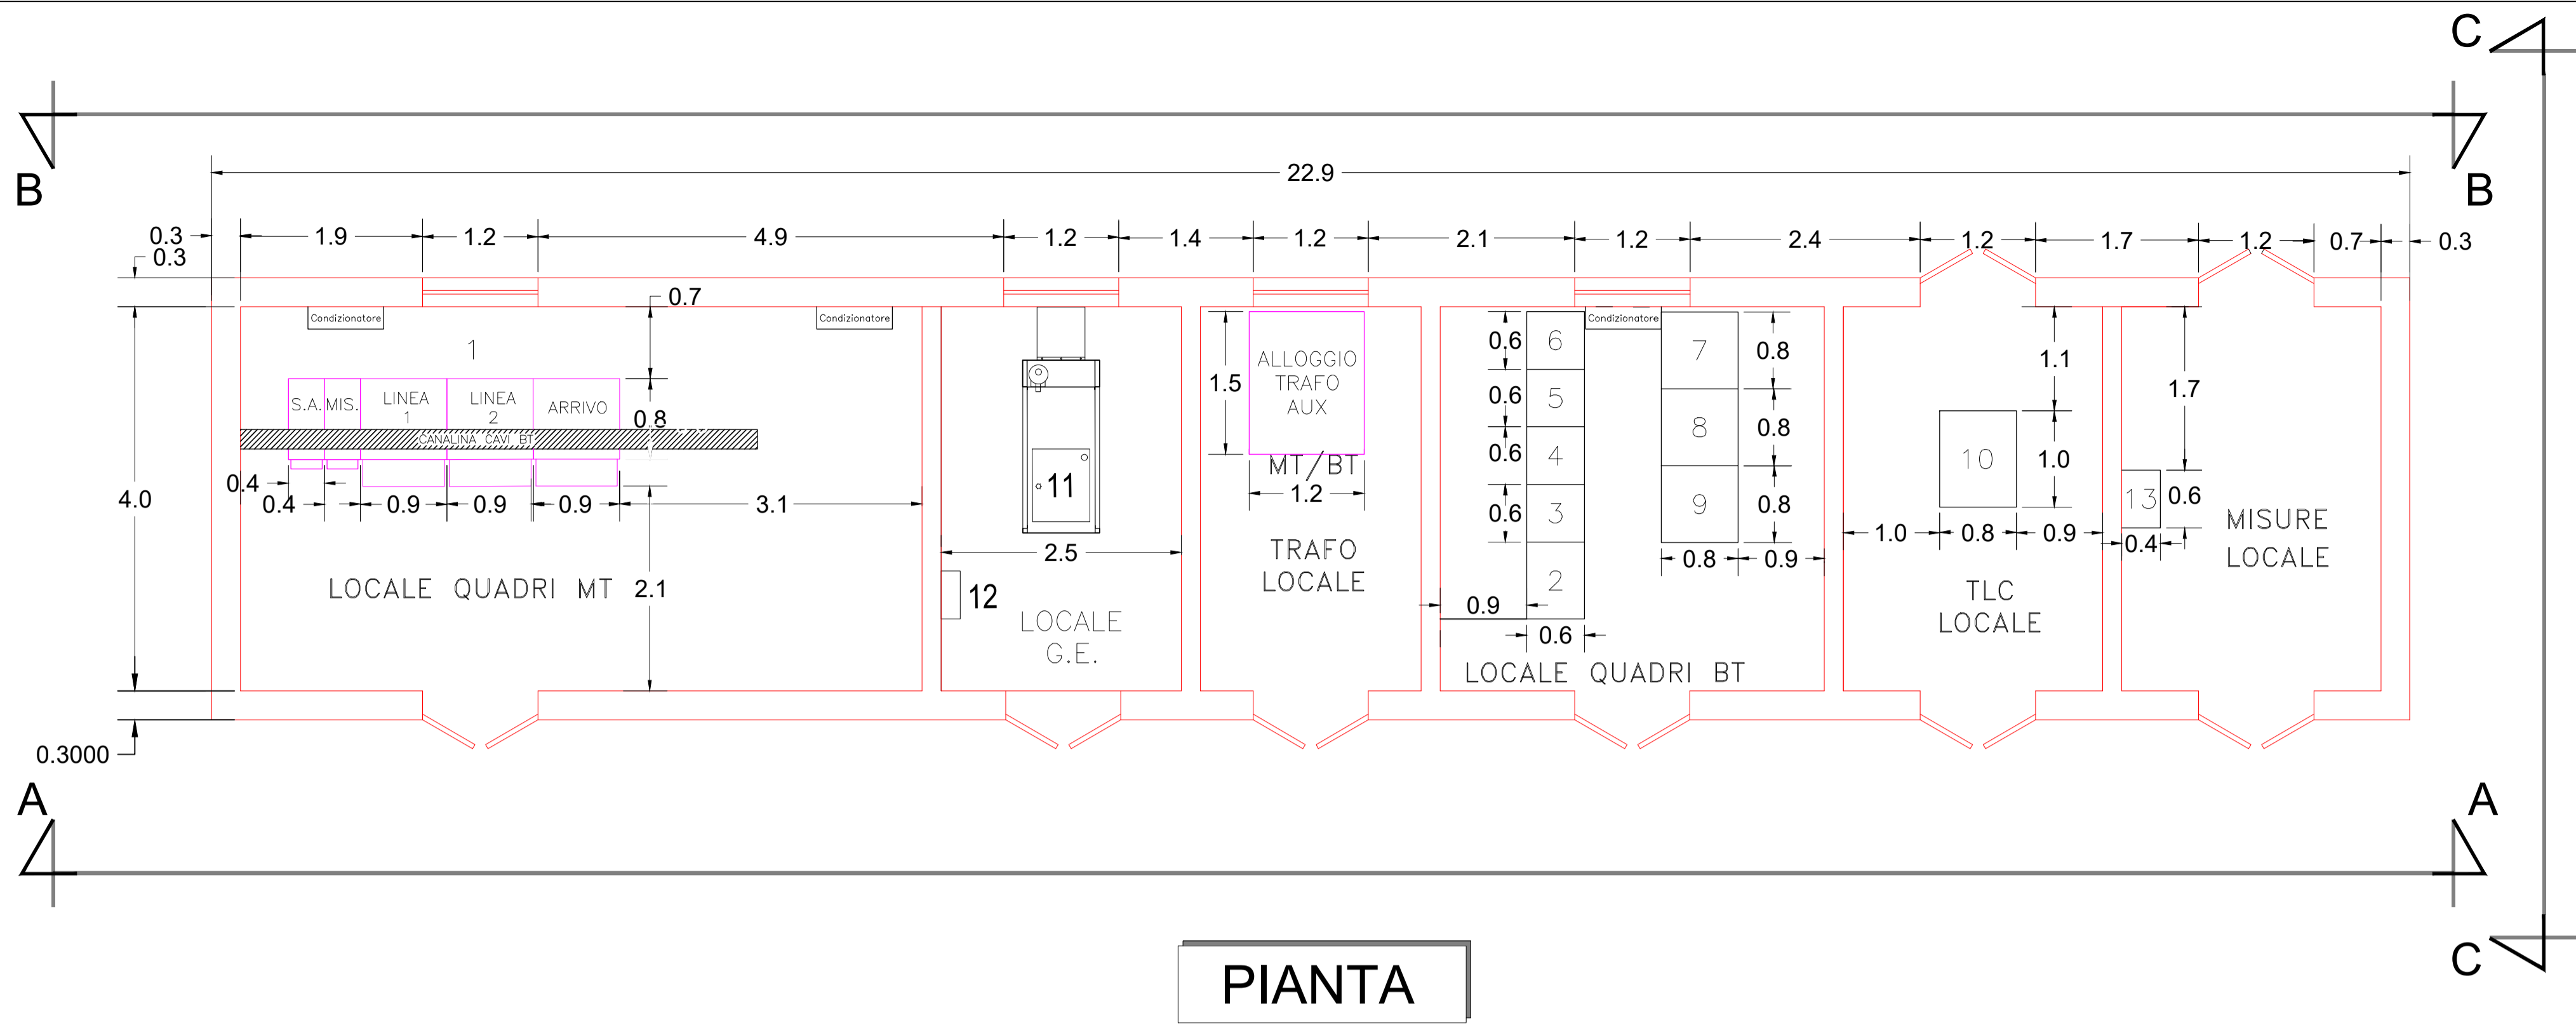 C
B
B
22.9
0.3
1.9
1.2
4.9
1.2
1.4
1.2
2.1
1.2
2.4
1.2
1.7
1.2
0.7
0.3
0.3
Condizionatore
0.7
Condizionatore
1
S.A.
MIS.
LINEA
1
LINEA
2
ARRIVO
0.8
CANALINA CAVI BT
0.4
0.4
0.9
0.9
0.9
3.1
4.0
LOCALE QUADRI MT
2.1
11
2.5
12
LOCALE
G.E.
ALLOGGIO
TRAFO
AUX
1.5
MT/BT
1.2
TRAFO
LOCALE
Condizionatore
0.6
6
0.6
5
0.6
4
0.6
3
2
0.9
0.6
7
0.8
8
0.8
9
0.8
0.8
0.9
LOCALE QUADRI BT
1.1
10
1.0
1.0
0.8
0.9
TLC
LOCALE
1.7
13
0.6
0.4
MISURE
LOCALE
0.3000
A
A
C
PIANTA